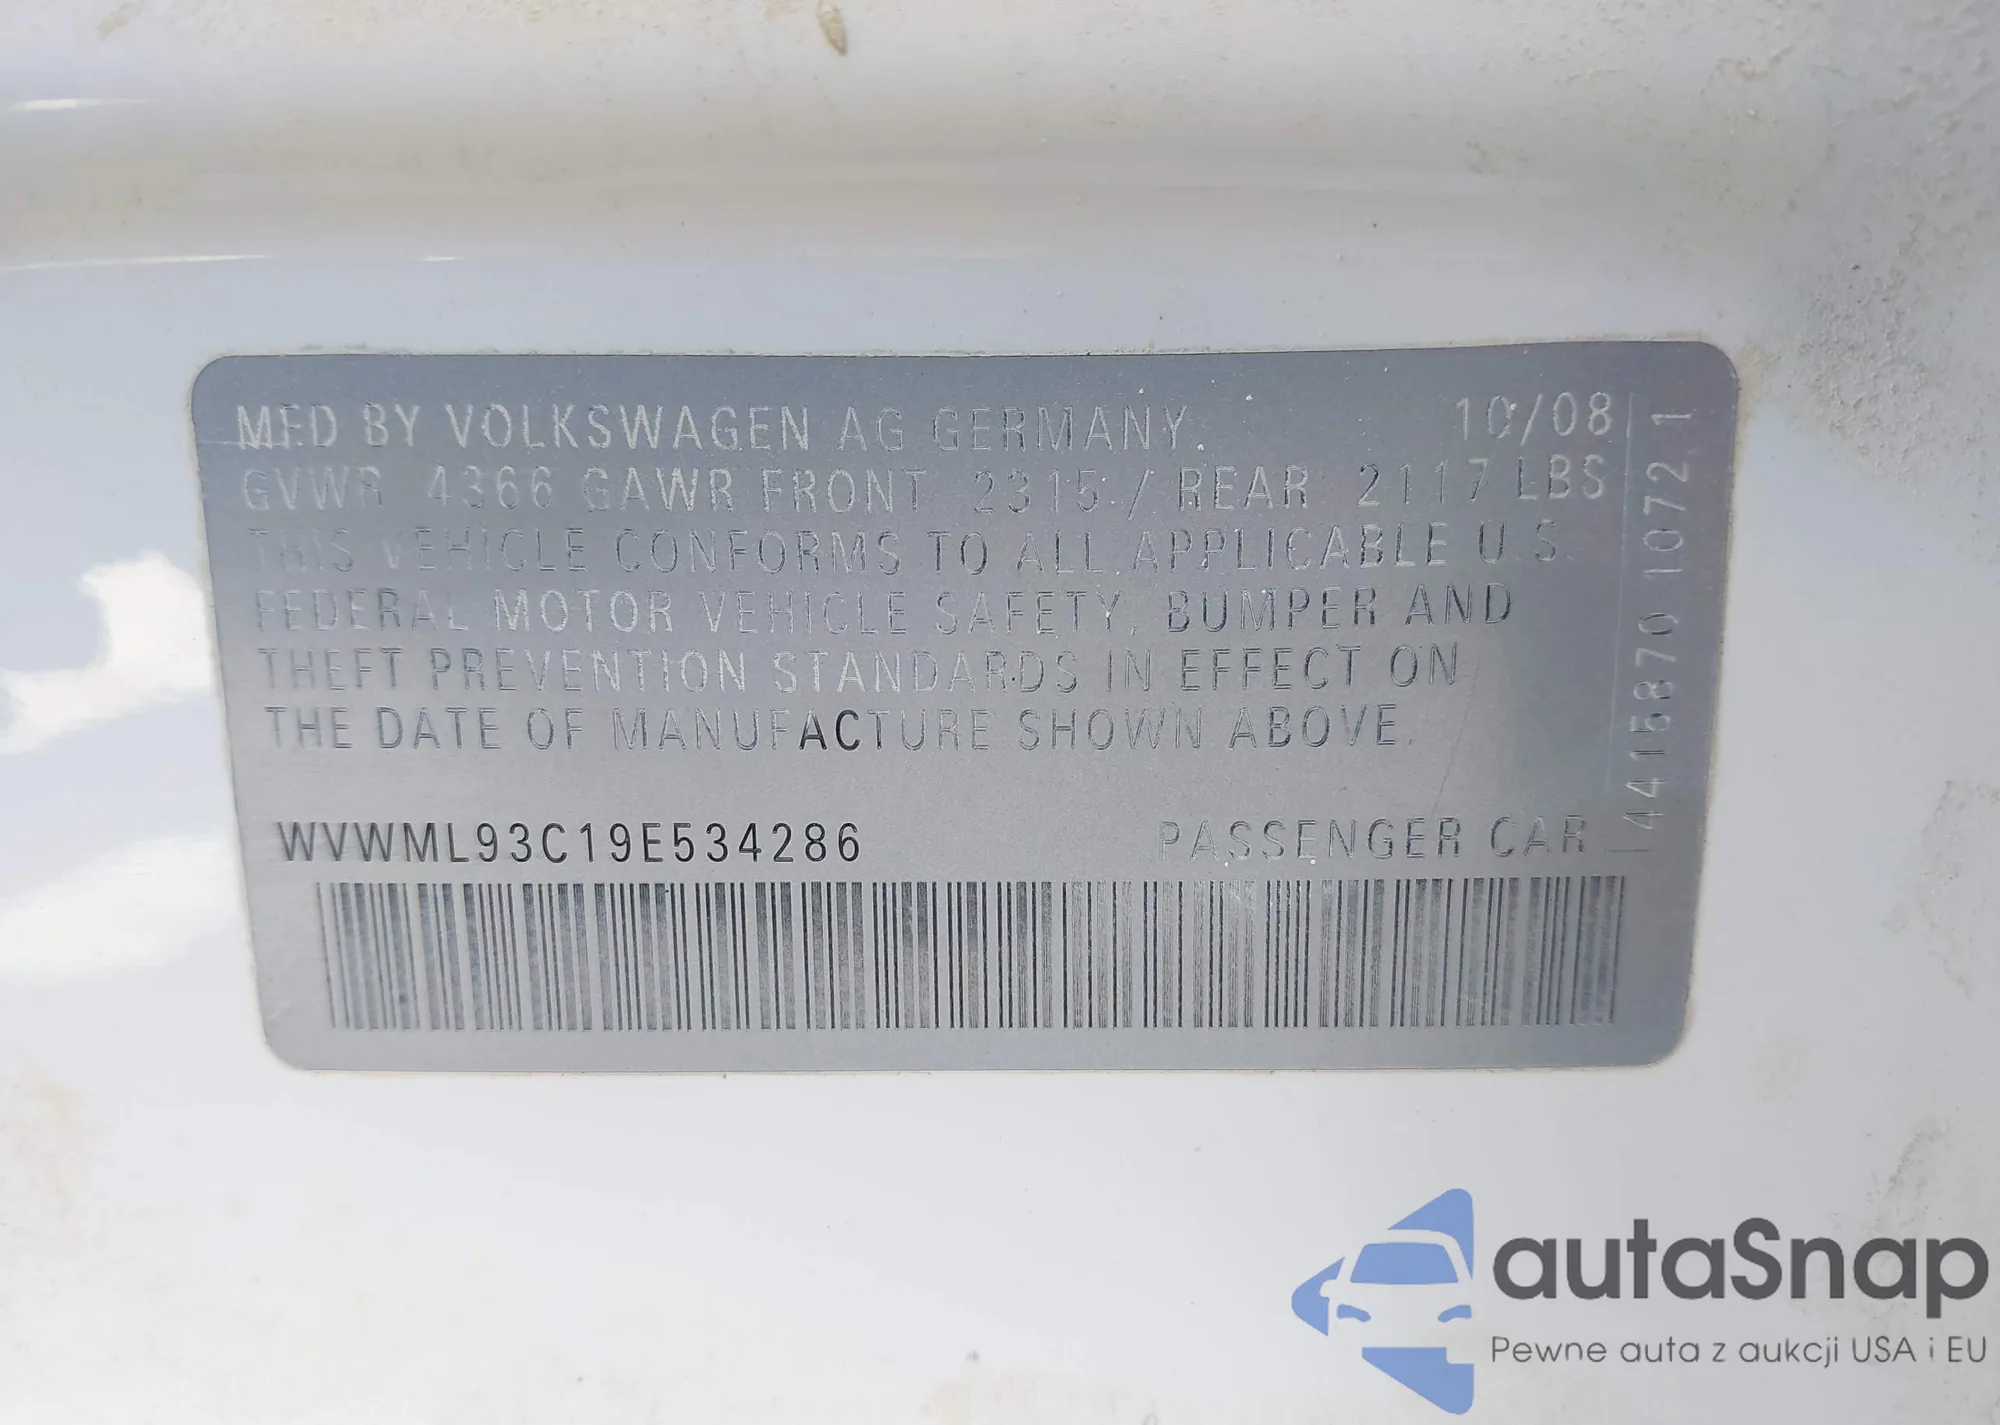 MFD BY VOLKSWAGEN AG GERMANY. 10/08
GVWR 4366 GAWR FRONT 2315 / REAR 2117 LBS
THIS VEHICLE CONFORMS TO ALL APPLICABLE U.S.
FEDERAL MOTOR VEHICLE SAFETY, BUMPER AND
THEFT PREVENTION STANDARDS IN EFFECT ON
THE DATE OF MANUFACTURE SHOWN ABOVE.
WVWML93C19E534286 PASSENGER CAR
4415870 1072,1
autaSnap
Pewne auta z aukcji USA i EU